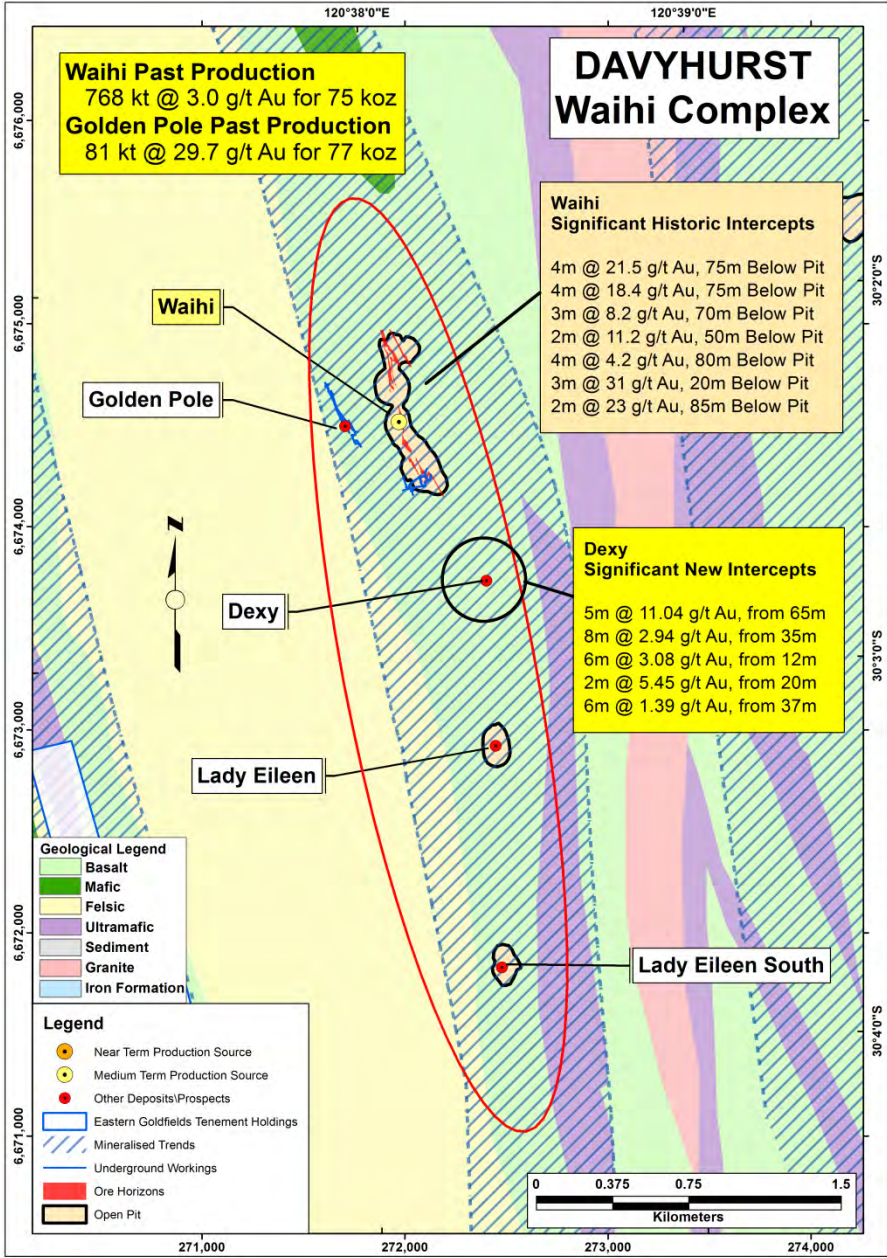 120°38'0"E
120°39'0"E
DAVYHURST
Waihi Complex
Waihi Past Production
768 kt @ 3.0 g/t Au for 75 koz
Golden Pole Past Production
81 kt @ 29.7 g/t Au for 77 koz
6,676,000
Waihi
Significant Historic Intercepts
4m @ 21.5 g/t Au, 75m Below Pit
4m @ 18.4 g/t Au, 75m Below Pit
3m @ 8.2 g/t Au, 70m Below Pit
2m @ 11.2 g/t Au, 50m Below Pit
4m @ 4.2 g/t Au, 80m Below Pit
3m @ 31 g/t Au, 20m Below Pit
2m @ 23 g/t Au, 85m Below Pit
30°2'0"S
6,675,000
Waihi
Golden Pole
6,674,000
N
Dexy
Dexy
Significant New Intercepts
5m @ 11.04 g/t Au, from 65m
8m @ 2.94 g/t Au, from 35m
6m @ 3.08 g/t Au, from 12m
2m @ 5.45 g/t Au, from 20m
6m @ 1.39 g/t Au, from 37m
30°3'0"S
6,673,000
Lady Eileen
Geological Legend
Basalt
Mafic
Felsic
Ultramafic
Sediment
Granite
Iron Formation
6,672,000
Lady Eileen South
30°4'0"S
Legend
Near Term Production Source
Medium Term Production Source
Other Deposits\Prospects
Eastern Goldfields Tenement Holdings
Mineralised Trends
Underground Workings
Ore Horizons
Open Pit
6,671,000
0 0.375 0.75 1.5
Kilometers
271,000
272,000
273,000
274,000